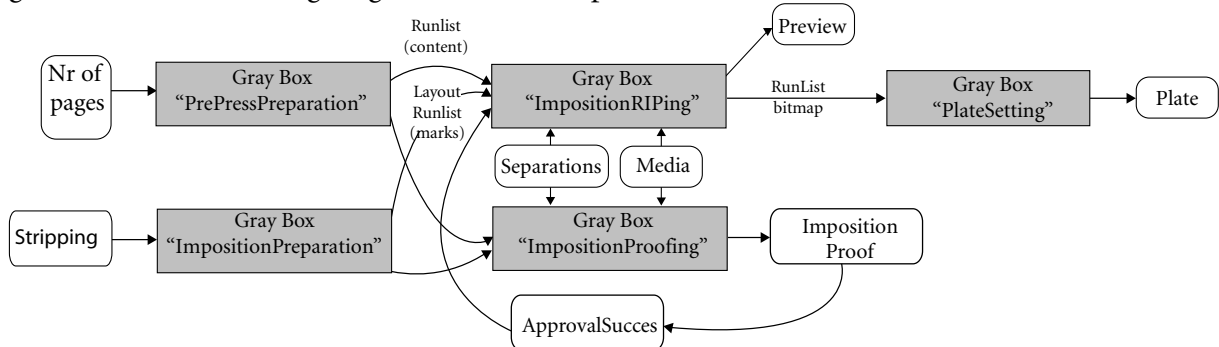 Nr of
pages
Gray Box
“PrePressPreparation”
Runlist
(content)
Layout
Runlist
(marks)
Gray Box
“ImpositionRIPing”
Preview
RunList
bitmap
Gray Box
“PlateSetting”
Plate
Separations
Media
Stripping
Gray Box
“ImpositionPreparation”
Gray Box
“ImpositionProofing”
Imposition
Proof
ApprovalSucces